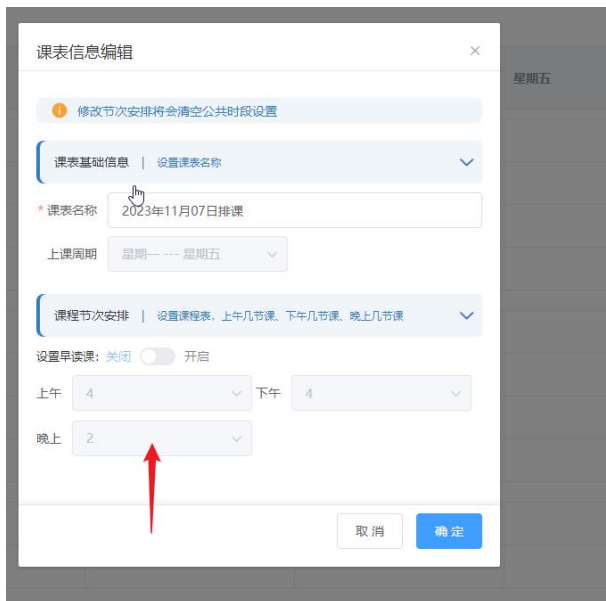 课表信息编辑
星期五
修改节次安排将会清空公共时段设置
课表基础信息 | 设置课表名称
* 课表名称 2023年11月07日排课
上课周期 星期一 --- 星期五
课程节次安排 | 设置课程表，上午几节课、下午几节课、晚上几节课
设置早读课: 关闭 开启
上午 4 下午 4
晚上 2
取消 确定